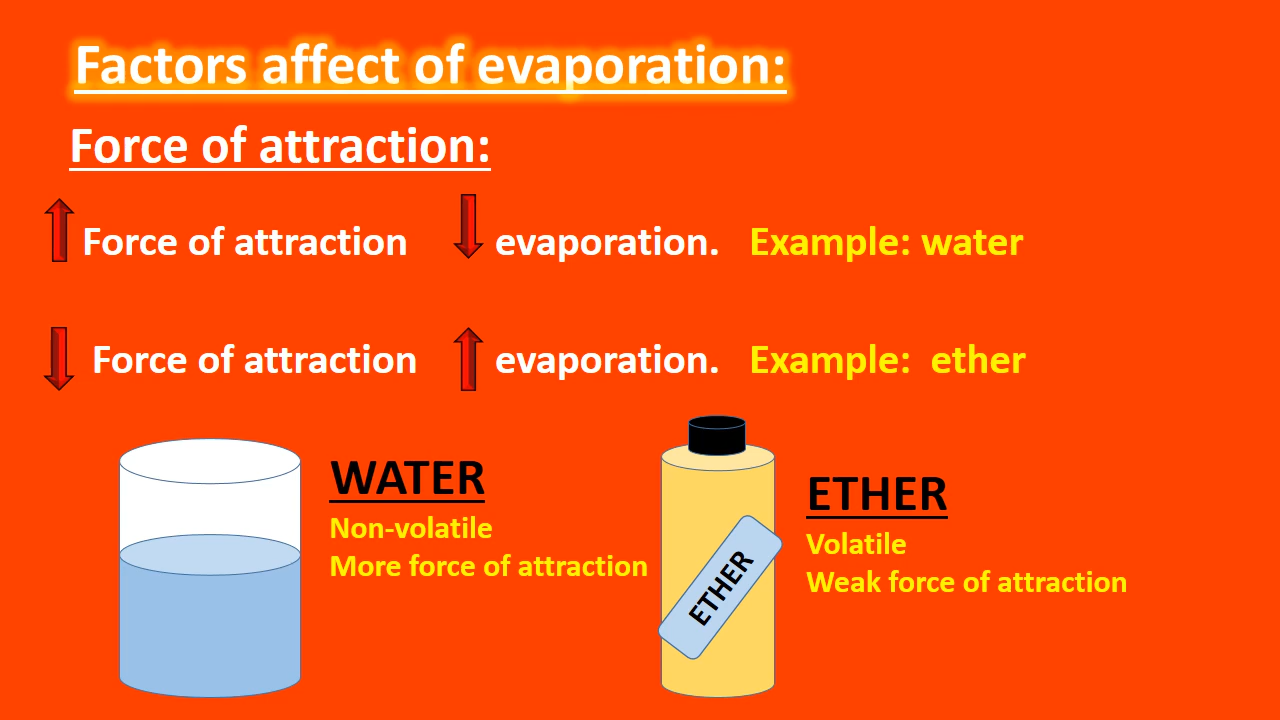 Factors affect of evaporation:
Force of attraction:
Force of attraction evaporation. Example: water
Force of attraction evaporation. Example: ether
WATER
Non-volatile
More force of attraction
ETHER
Volatile
Weak force of attraction
ETHER